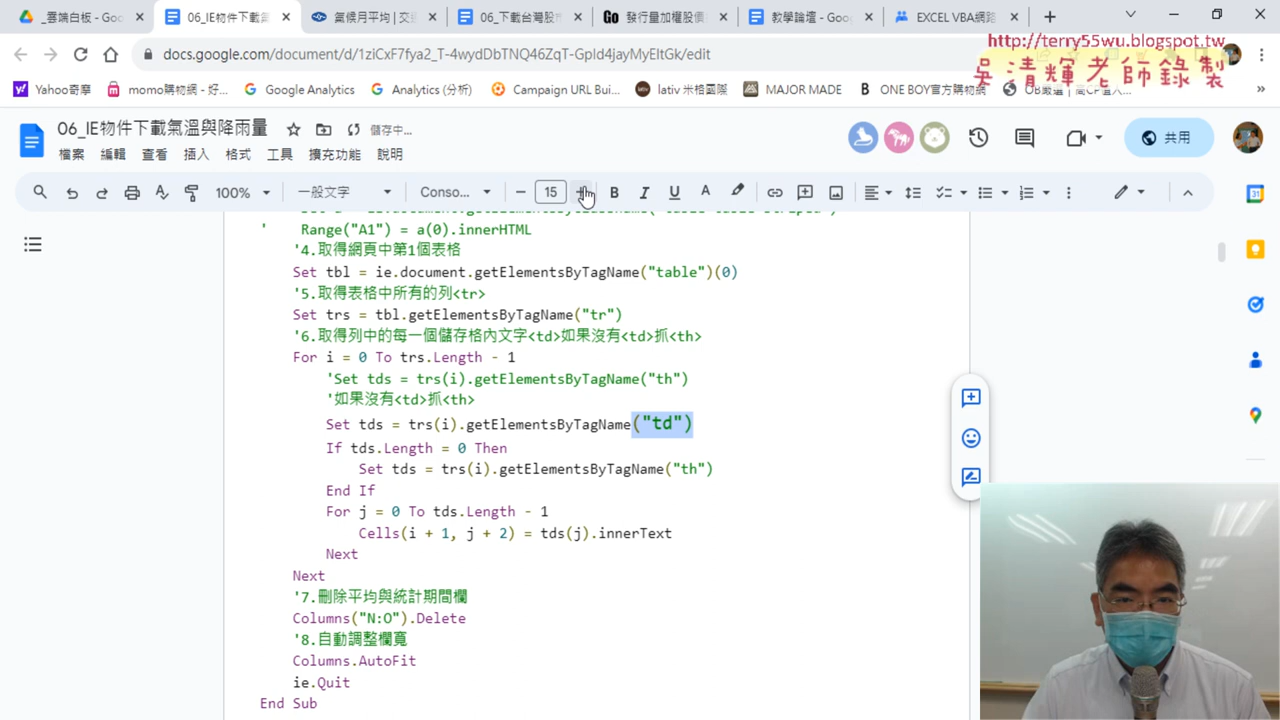 _雲端白板 - Goo
06_IE物件下載氣溫
氣候月平均 | 交通
06_下載台灣股市
發行量加權股價
教學論壇 - Goog
EXCEL VBA網路
docs.google.com/document/d/1ziCxF7fya2_T-4wydDbTNQ46ZqT-Gpld4jayMyEltGk/edit
http://terry55wu.blogspot.tw
吳清輝老師錄製
Yahoo奇摩
momo購物網 - 好...
Google Analytics
Analytics (分析)
Campaign URL Bui...
lativ 米格國際
MAJOR MADE
ONE BOY官方購物網
OB嚴選
06_IE物件下載氣溫與降雨量
儲存中...
共用
檔案 編輯 查看 插入 格式 工具 擴充功能 說明
100% 一般文字 Conso... 15 B I U A
' Range("A1") = a(0).innerHTML
'4.取得網頁中第1個表格
Set tbl = ie.document.getElementsByTagName("table")(0)
'5.取得表格中所有的列<tr>
Set trs = tbl.getElementsByTagName("tr")
'6.取得列中的每一個儲存格內文字<td>如果沒有<td>抓<th>
For i = 0 To trs.Length - 1
'Set tds = trs(i).getElementsByTagName("th")
'如果沒有<td>抓<th>
Set tds = trs(i).getElementsByTagName("td")
If tds.Length = 0 Then
Set tds = trs(i).getElementsByTagName("th")
End If
For j = 0 To tds.Length - 1
Cells(i + 1, j + 2) = tds(j).innerText
Next
Next
'7.刪除平均與統計期間欄
Columns("N:O").Delete
'8.自動調整欄寬
Columns.AutoFit
ie.Quit
End Sub